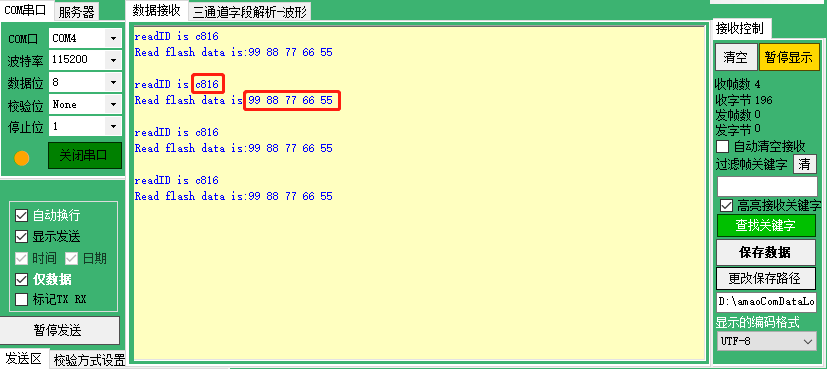 COM串口 服务器
COM口 COM4
波特率 115200
数据位 8
校验位 None
停止位 1
关闭串口
自动换行
显示发送
时间 日期
仅数据
标记TX RX
暂停发送
发送区 校验方式设置
数据接收 三通道字段解析-波形
readID is c816
Read flash data is:99 88 77 66 55
readID is c816
Read flash data is:99 88 77 66 55
readID is c816
Read flash data is:99 88 77 66 55
readID is c816
Read flash data is:99 88 77 66 55
接收控制
清空 暂停显示
收帧数 4
收字节 196
发帧数 0
发字节 0
自动清空接收
过滤帧关键字 清
高亮接收关键字
查找关键字
保存数据
更改保存路径
D:\amaoComDataLo
显示的编码格式
UTF-8